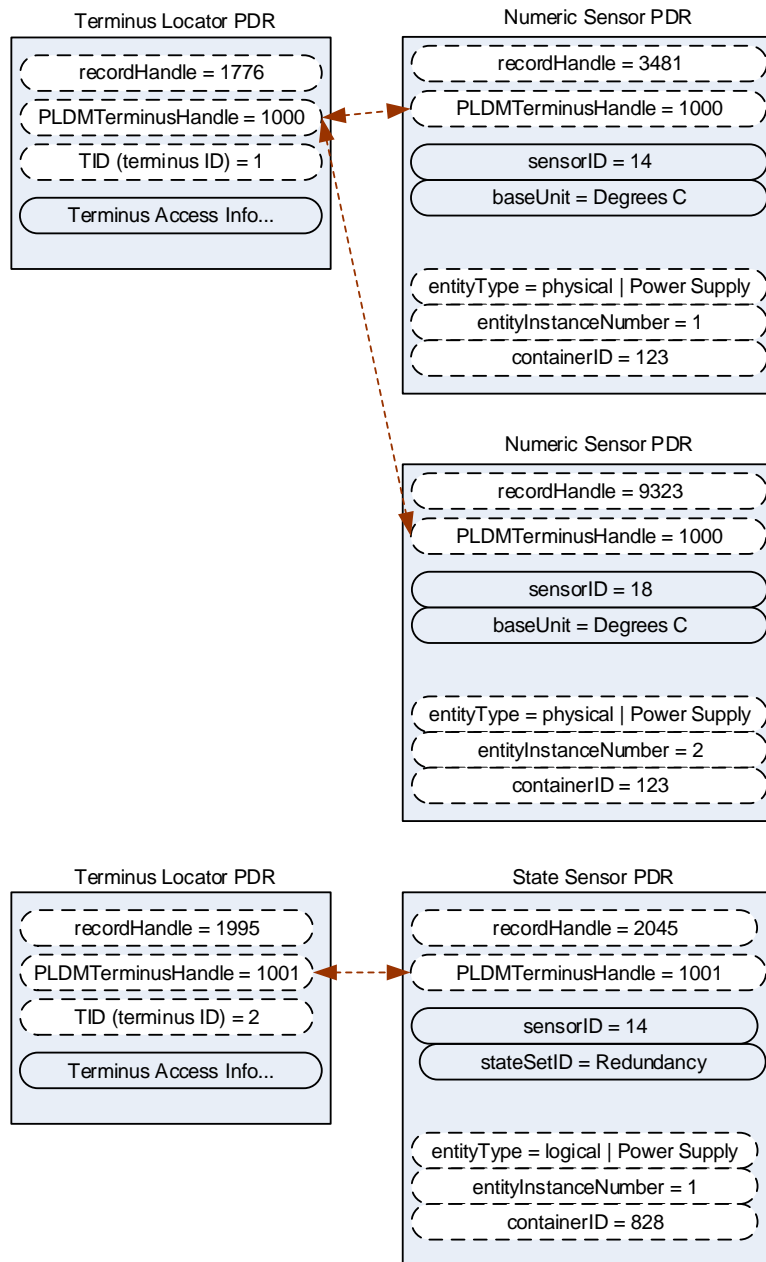 Terminus Locator PDR
recordHandle = 1776
PLDMTerminusHandle = 1000
TID (terminus ID) = 1
Terminus Access Info...
Numeric Sensor PDR
recordHandle = 3481
PLDMTerminusHandle = 1000
sensorID = 14
baseUnit = Degrees C
entityType = physical | Power Supply
entityInstanceNumber = 1
containerID = 123
Numeric Sensor PDR
recordHandle = 9323
PLDMTerminusHandle = 1000
sensorID = 18
baseUnit = Degrees C
entityType = physical | Power Supply
entityInstanceNumber = 2
containerID = 123
Terminus Locator PDR
recordHandle = 1995
PLDMTerminusHandle = 1001
TID (terminus ID) = 2
Terminus Access Info...
State Sensor PDR
recordHandle = 2045
PLDMTerminusHandle = 1001
sensorID = 14
stateSetID = Redundancy
entityType = logical | Power Supply
entityInstanceNumber = 1
containerID = 828